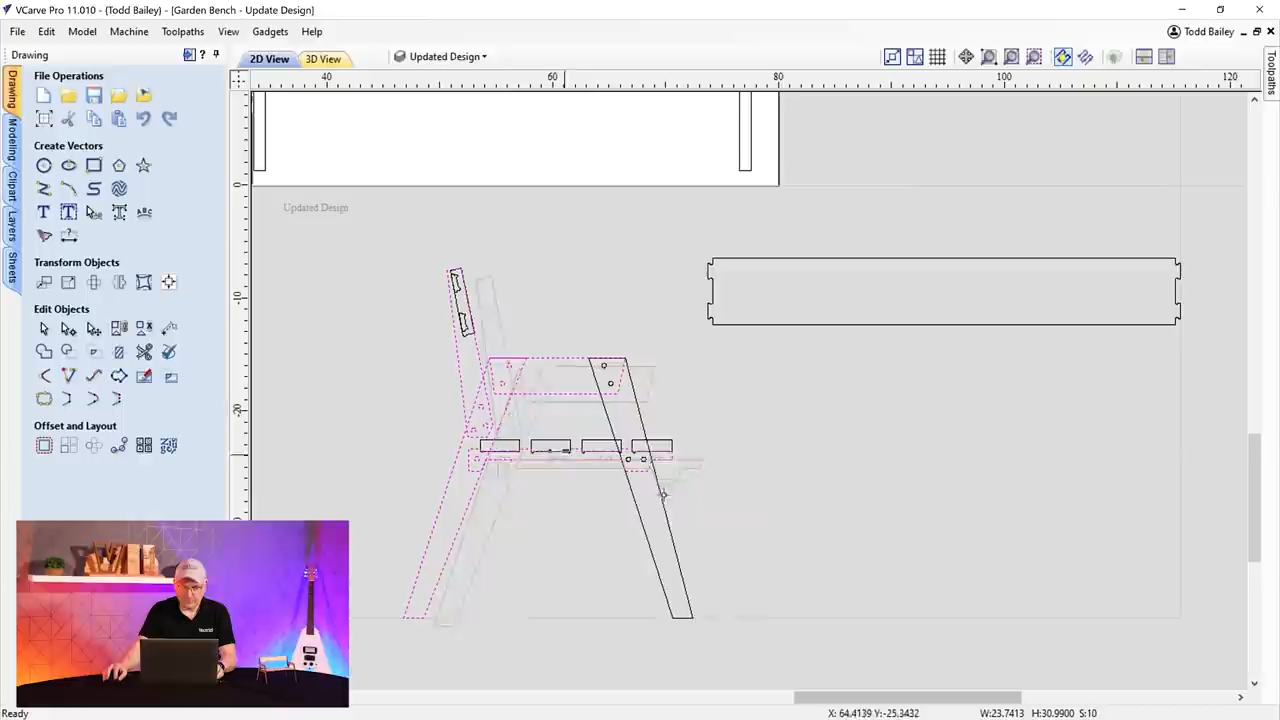 VCarve Pro 11.010 - {Todd Bailey} - [Garden Bench - Update Design]
File Edit Model Machine Toolpaths View Gadgets Help
Todd Bailey
Drawing
2D View
3D View
Updated Design
File Operations
Create Vectors
Transform Objects
Edit Objects
Offset and Layout
Drawing
Modeling
Clipart
Layers
Sheets
Toolpaths
40 60 80 100 120
0
-10
-20
Updated Design
Ready
X: 64.4139 Y:-25.3432
W:23.7413 H:30.9900 S:10